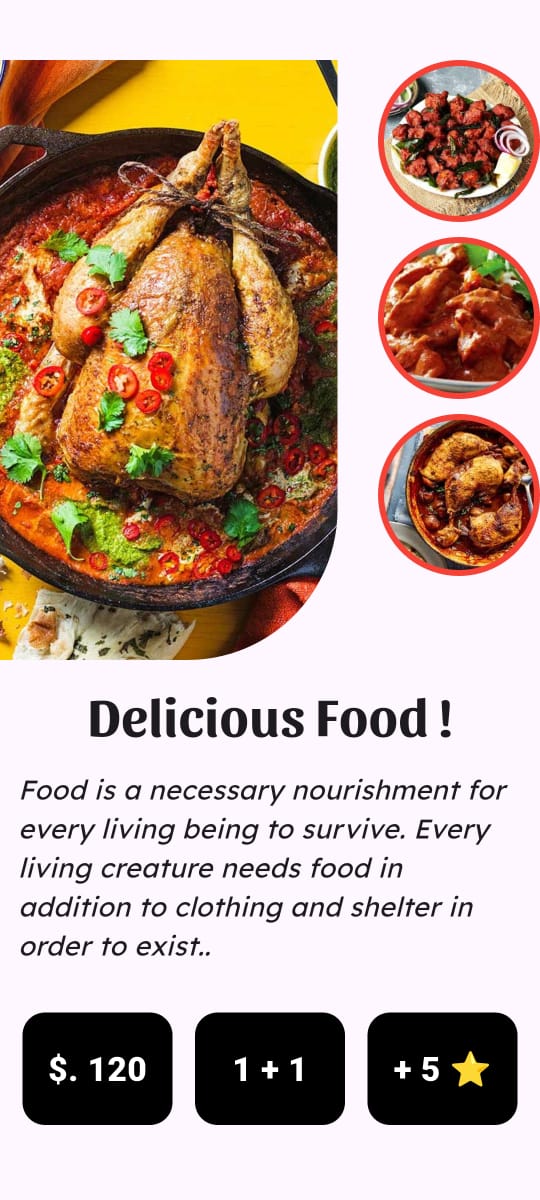 Delicious Food !
Food is a necessary nourishment for
every living being to survive. Every
living creature needs food in
addition to clothing and shelter in
order to exist..
$. 120
1 + 1
+ 5 ⭐